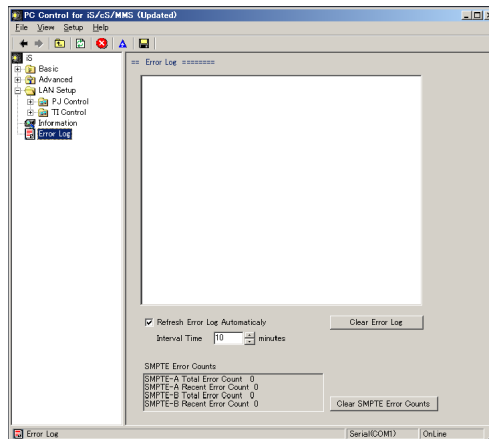 PC Control for iS/cS/MMS (Updated)
File View Setup Help
iS
Basic
Advanced
LAN Setup
PJ Control
TI Control
Information
Error Log
== Error Log ========
Refresh Error Log Automaticaly
Clear Error Log
Interval Time 10 minutes
SMPTE Error Counts
SMPTE-A Total Error Count 0
SMPTE-A Recent Error Count 0
SMPTE-B Total Error Count 0
SMPTE-B Recent Error Count 0
Clear SMPTE Error Counts
Error Log
Serial(COM1)
OnLine